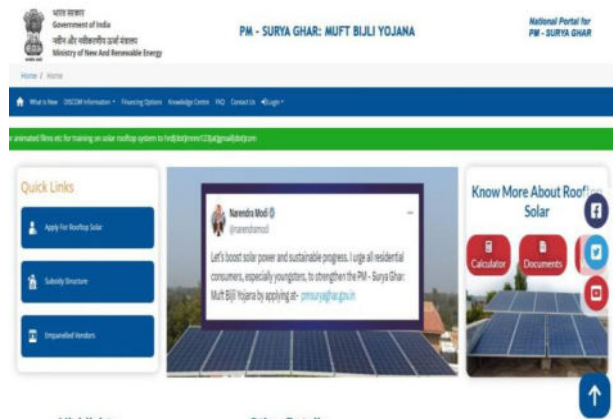 भारत सरकार
Government of India
नवीन और नवीकरणीय ऊर्जा मंत्रालय
Ministry of New And Renewable Energy
PM - SURYA GHAR: MUFT BIJLI YOJANA
National Portal for
PM - SURYA GHAR
Home / Home
What is New DISCOM Information Financing Options Knowledge Centre FAQ Contact Us Login
animated films etc for training on solar rooftop system to
Quick Links
Apply For Rooftop Solar
Subsidy Structure
Empanelled Vendors
Narendra Modi
@narendramodi
Let's boost solar power and sustainable progress. I urge all residential
consumers, especially youngsters, to strengthen the PM - Surya Ghar:
Muft Bijli Yojana by applying at- pmsuryaghar.gov.in
Know More About Rooftop
Solar
Calculator
Documents